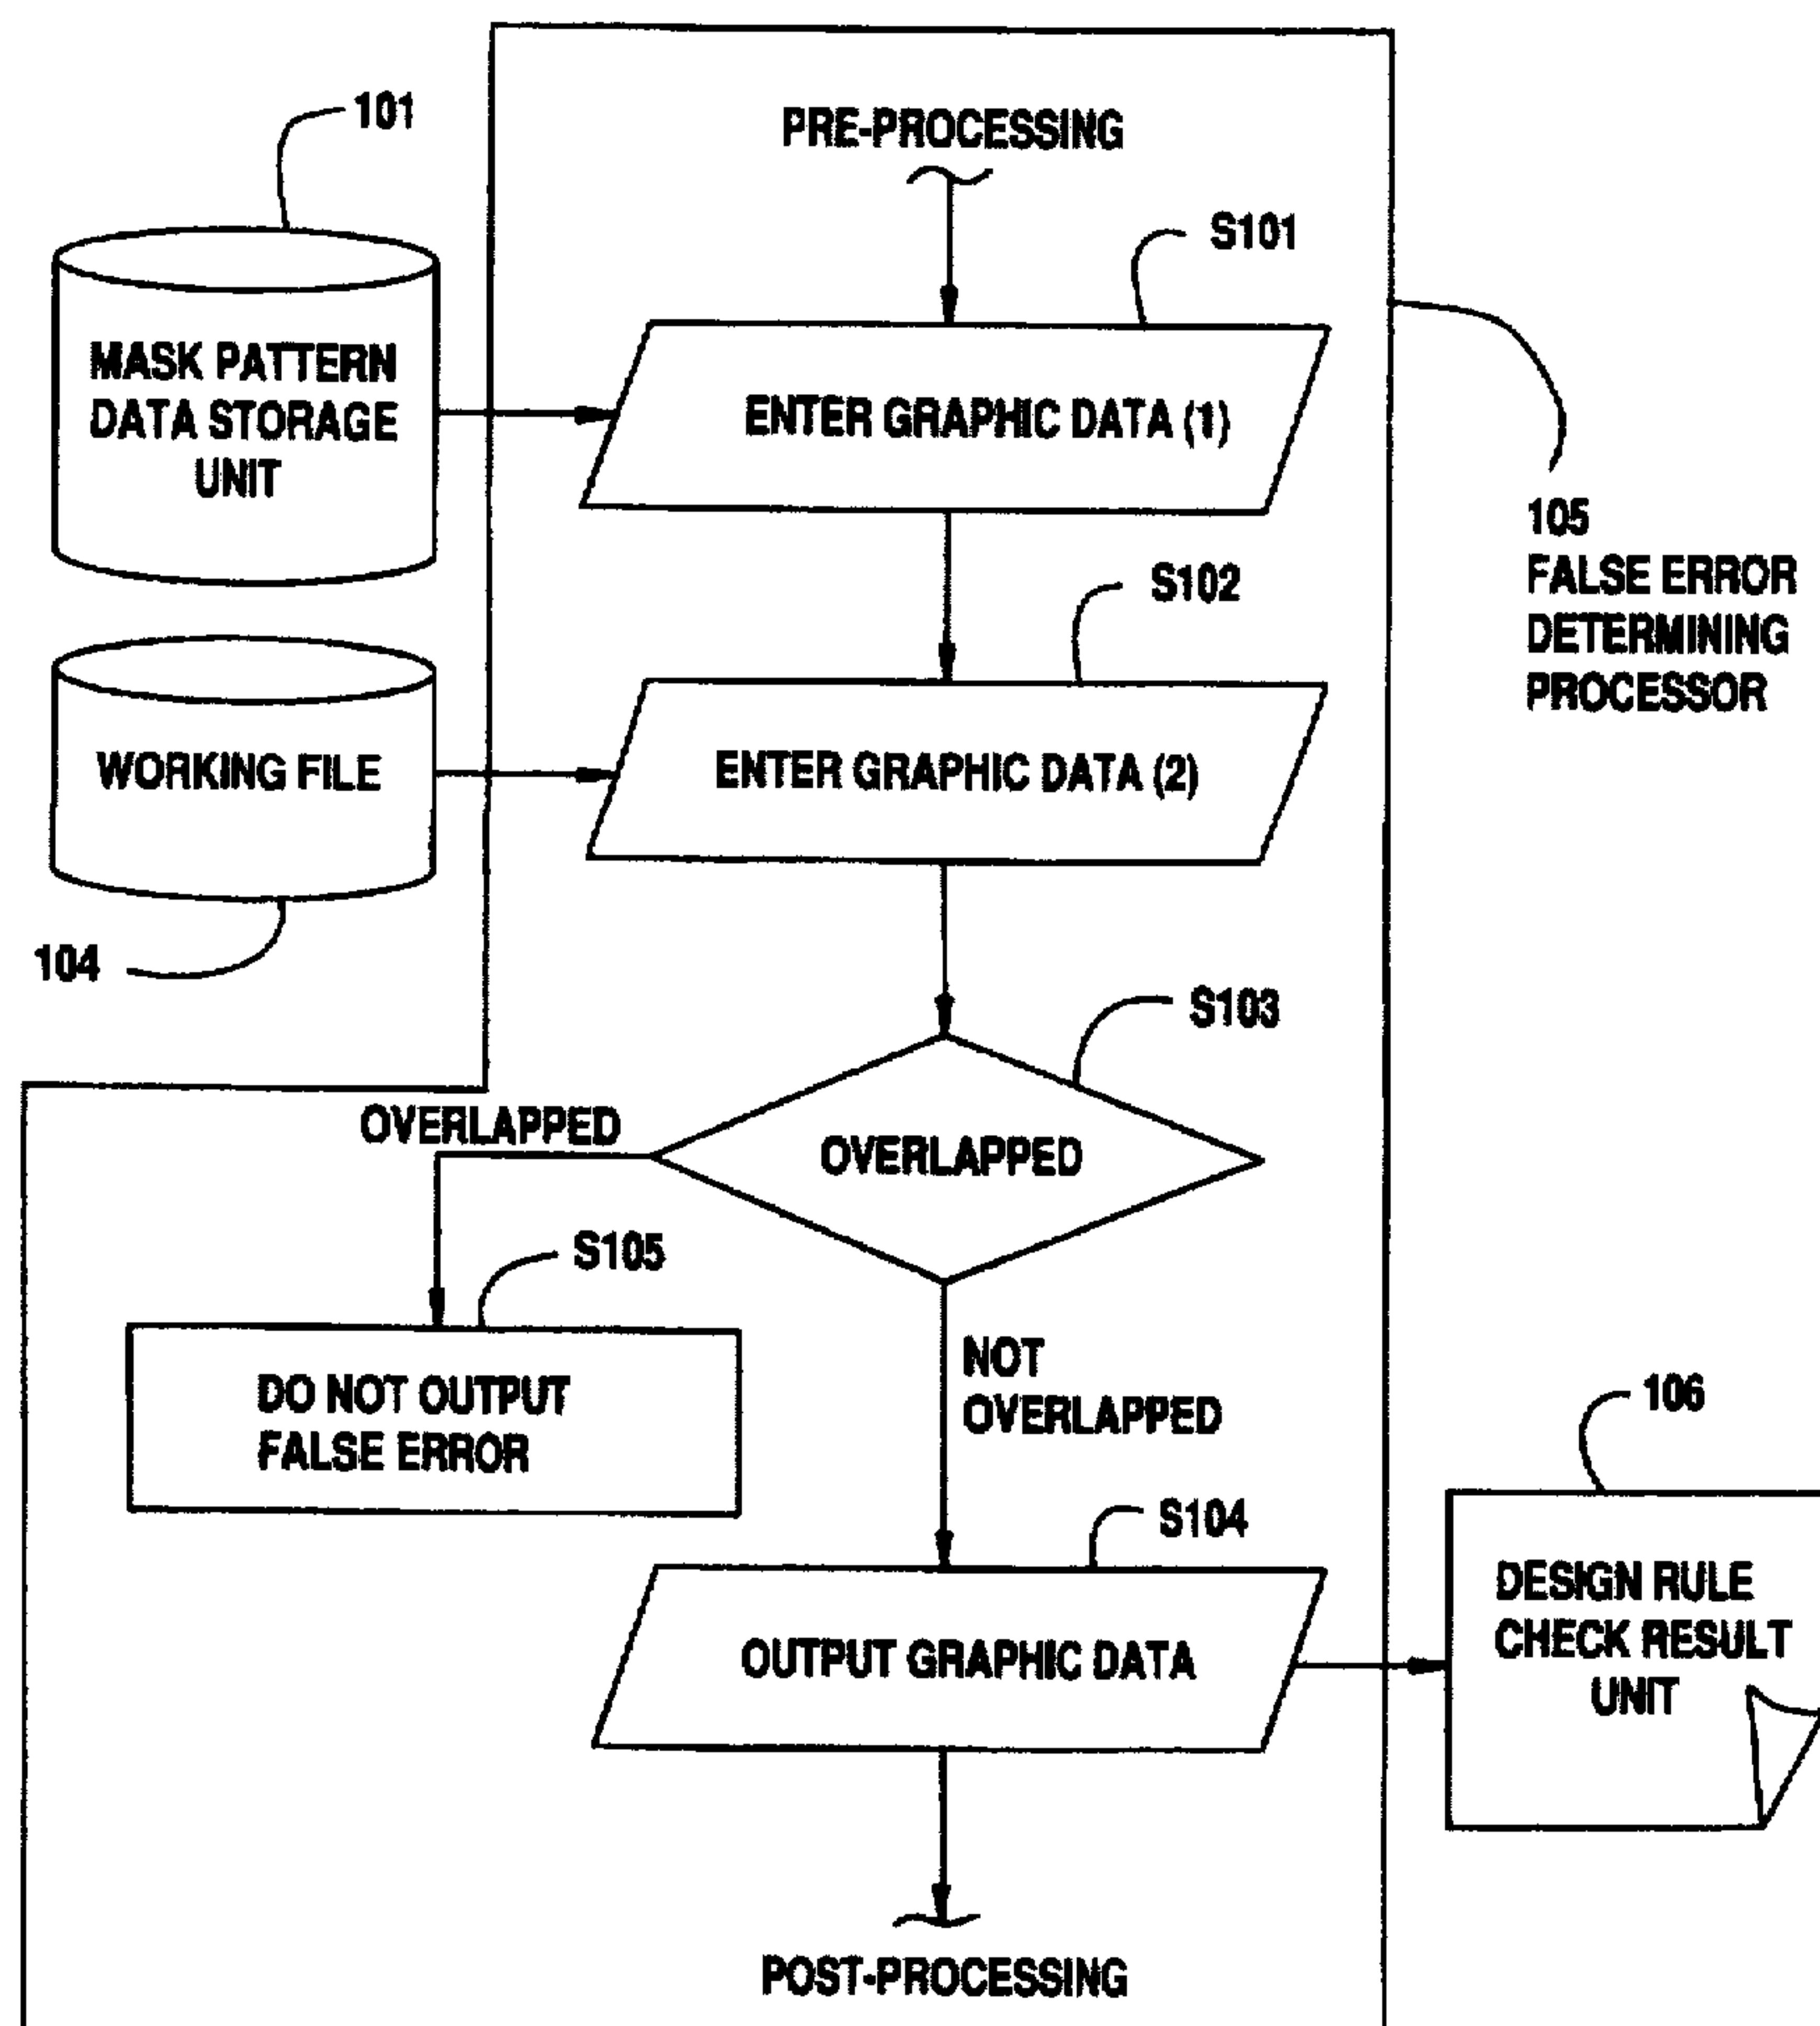 101
PRE-PROCESSING
S101
MASK PATTERN
DATA STORAGE
UNIT
ENTER GRAPHIC DATA (1)
105
FALSE ERROR
DETERMINING
PROCESSOR
S102
WORKING FILE
ENTER GRAPHIC DATA (2)
104
S103
OVERLAPPED
OVERLAPPED
S105
DO NOT OUTPUT
FALSE ERROR
NOT
OVERLAPPED
106
S104
OUTPUT GRAPHIC DATA
DESIGN RULE
CHECK RESULT
UNIT
POST-PROCESSING